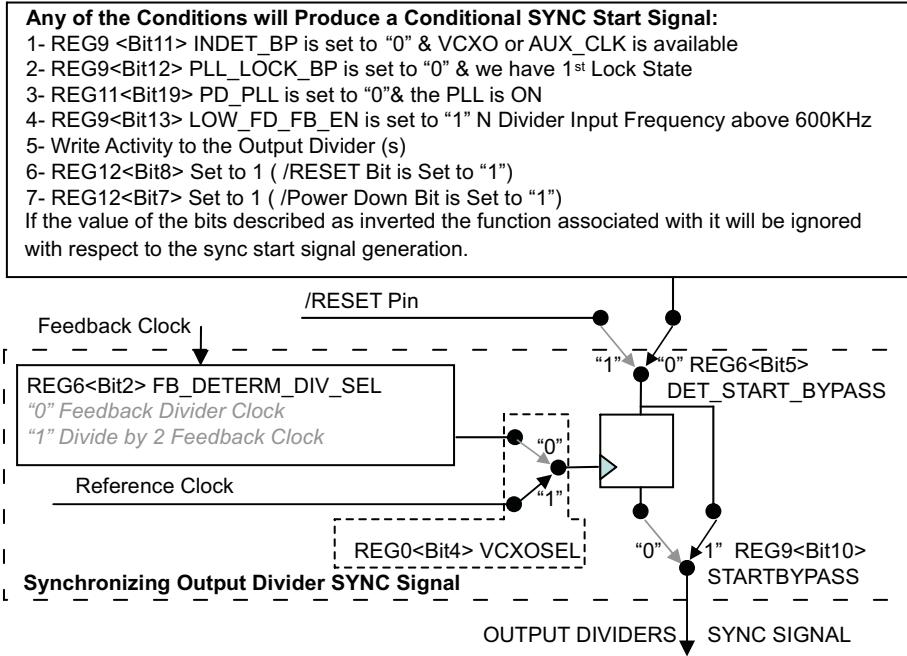 Any of the Conditions will Produce a Conditional SYNC Start Signal:
1- REG9 <Bit11> INDET_BP is set to “0” & VCXO or AUX_CLK is available
2- REG9<Bit12> PLL_LOCK_BP is set to “0” & we have 1st Lock State
3- REG11<Bit19> PD_PLL is set to “0”& the PLL is ON
4- REG9<Bit13> LOW_FD_FB_EN is set to “1” N Divider Input Frequency above 600KHz
5- Write Activity to the Output Divider (s)
6- REG12<Bit8> Set to 1 ( /RESET Bit is Set to “1”)
7- REG12<Bit7> Set to 1 ( /Power Down Bit is Set to “1”)
If the value of the bits described as inverted the function associated with it will be ignored
with respect to the sync start signal generation.
/RESET Pin
Feedback Clock
“1” “0” REG6<Bit5>
DET_START_BYPASS
REG6<Bit2> FB_DETERM_DIV_SEL
“0” Feedback Divider Clock
“1” Divide by 2 Feedback Clock
“0”
Reference Clock
“1”
REG0<Bit4> VCXOSEL
“0” 1” REG9<Bit10>
STARTBYPASS
Synchronizing Output Divider SYNC Signal
OUTPUT DIVIDERS SYNC SIGNAL